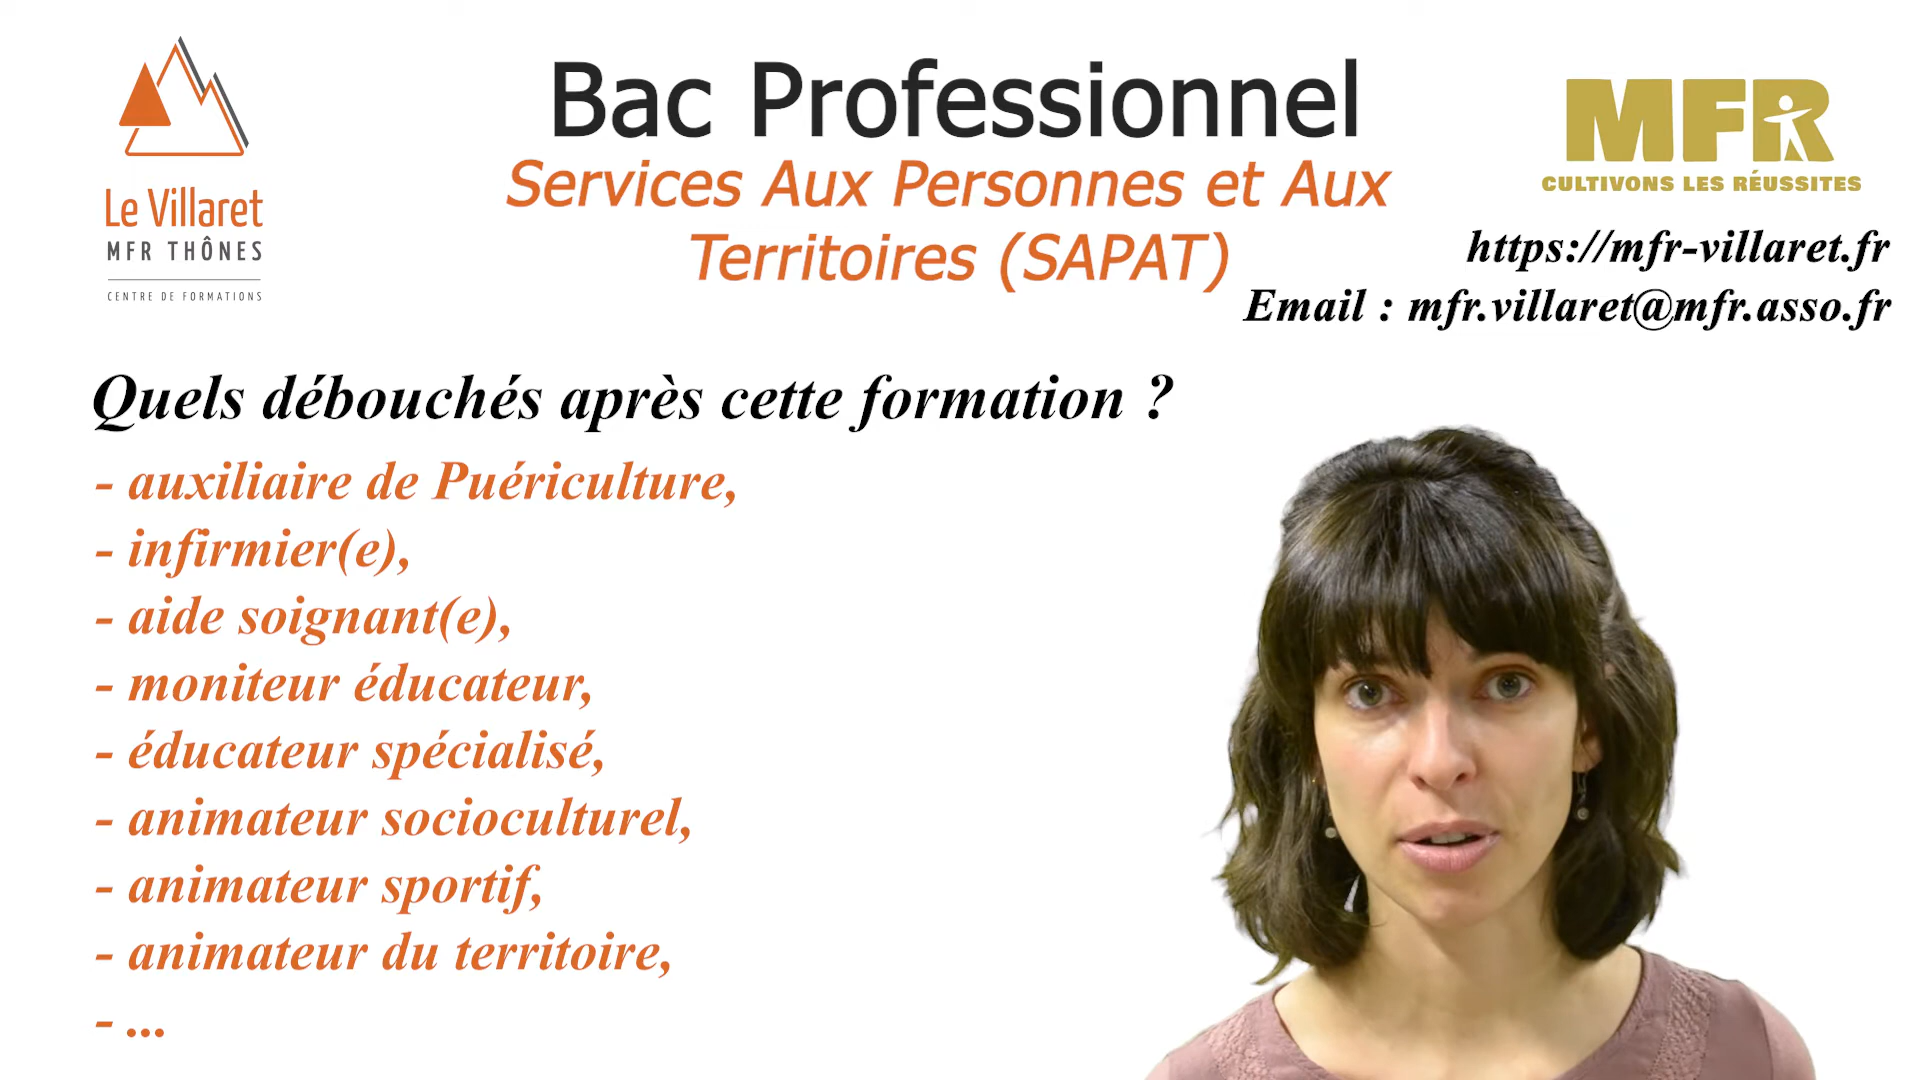 Le Villaret
MFR THÔNES
CENTRE DE FORMATIONS
Bac Professionnel
Services Aux Personnes et Aux
Territoires (SAPAT)
MFR
CULTIVONS LES RÉUSSITES
https://mfr-villaret.fr
Email : mfr.villaret@mfr.asso.fr
Quels débouchés après cette formation ?
- auxiliaire de Puériculture,
- infirmier(e),
- aide soignant(e),
- moniteur éducateur,
- éducateur spécialisé,
- animateur socioculturel,
- animateur sportif,
- animateur du territoire,
- ...